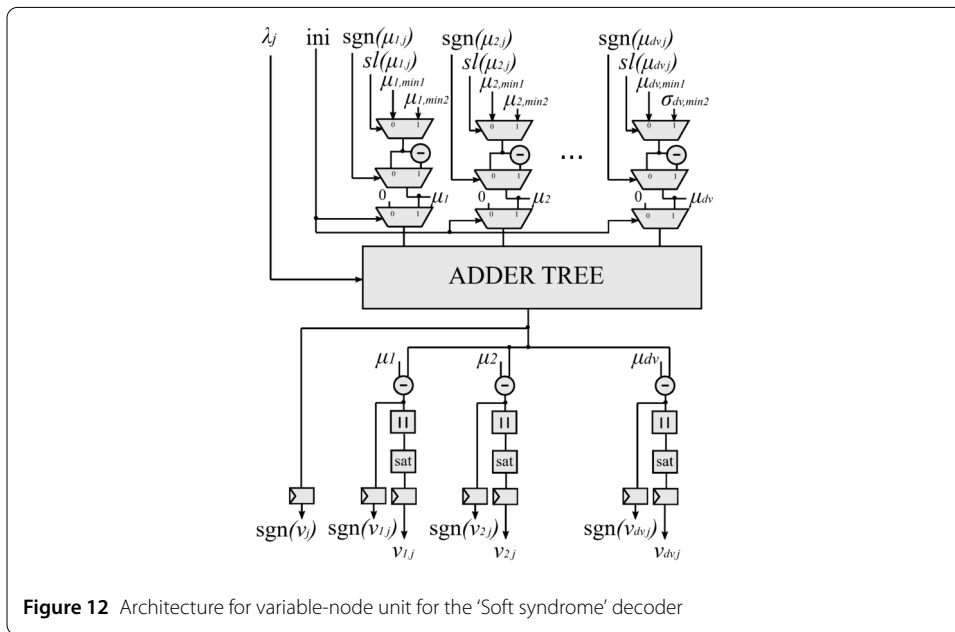 λj ini sgn(μ1,j) sgn(μ2,j) sgn(μdv,j)
sl(μ1,j) sl(μ2,j) sl(μdv,j)
μ1,min1 μ2,min1 μdv,min1
μ1,min2 μ2,min2 σdv,min2
0 1 0 1 0 1
− − ... −
0 1 0 1 0 1
0 μ1 0 μ2 0 μdv
0 1 0 1 0 1
ADDER TREE
μ1 μ2 μdv
− − −
|| || ||
sat sat sat
sgn(vj) sgn(v1,j) sgn(v2,j) sgn(vdv,j)
v1,j v2,j vdv,j
Figure 12 Architecture for variable-node unit for the ‘Soft syndrome’ decoder